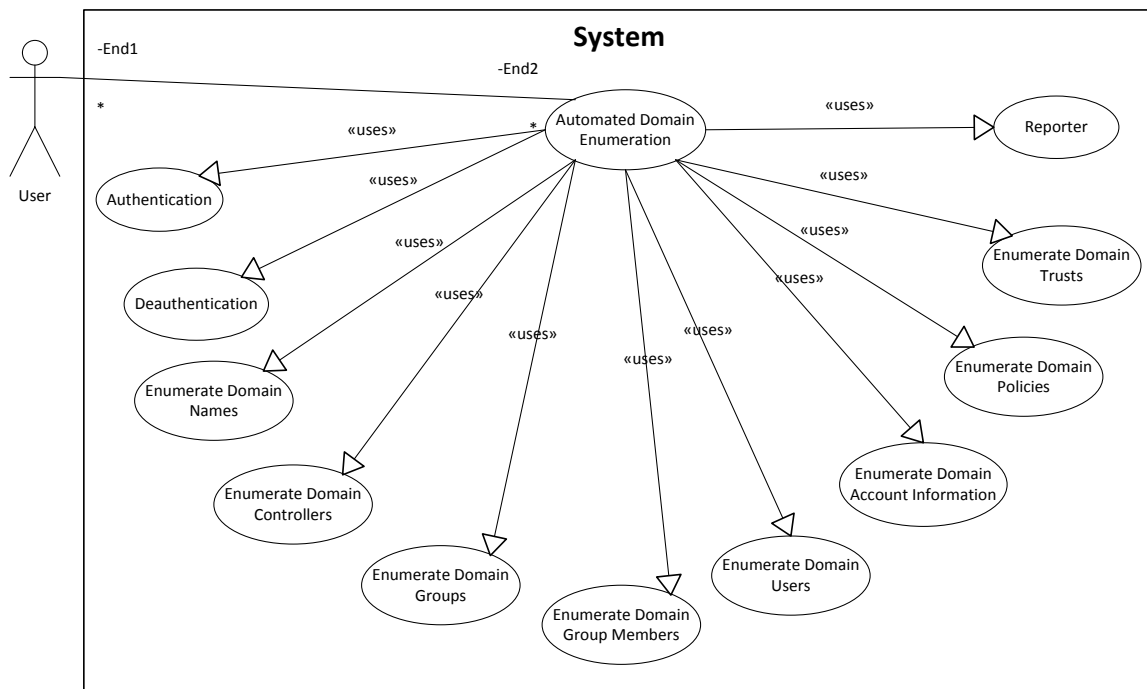 System
-End1
-End2
*
*
User
Automated Domain
Enumeration
«uses»
Reporter
«uses»
Authentication
«uses»
Enumerate Domain
Trusts
«uses»
Deauthentication
«uses»
Enumerate Domain
Policies
«uses»
Enumerate Domain
Names
«uses»
Enumerate Domain
Controllers
«uses»
Enumerate Domain
Account Information
«uses»
Enumerate Domain
Groups
«uses»
Enumerate Domain
Users
«uses»
Enumerate Domain
Group Members